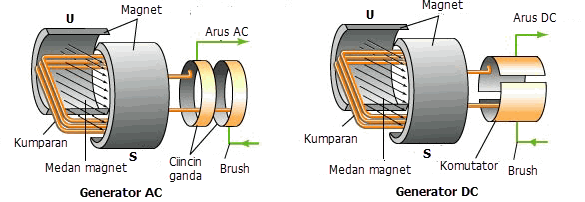 Magnet
U
Arus AC
Kumparan
S
Medan magnet
Ciincin
ganda
Brush
Generator AC
Magnet
U
Arus DC
Kumparan
S
Medan magnet
Komutator
Brush
Generator DC